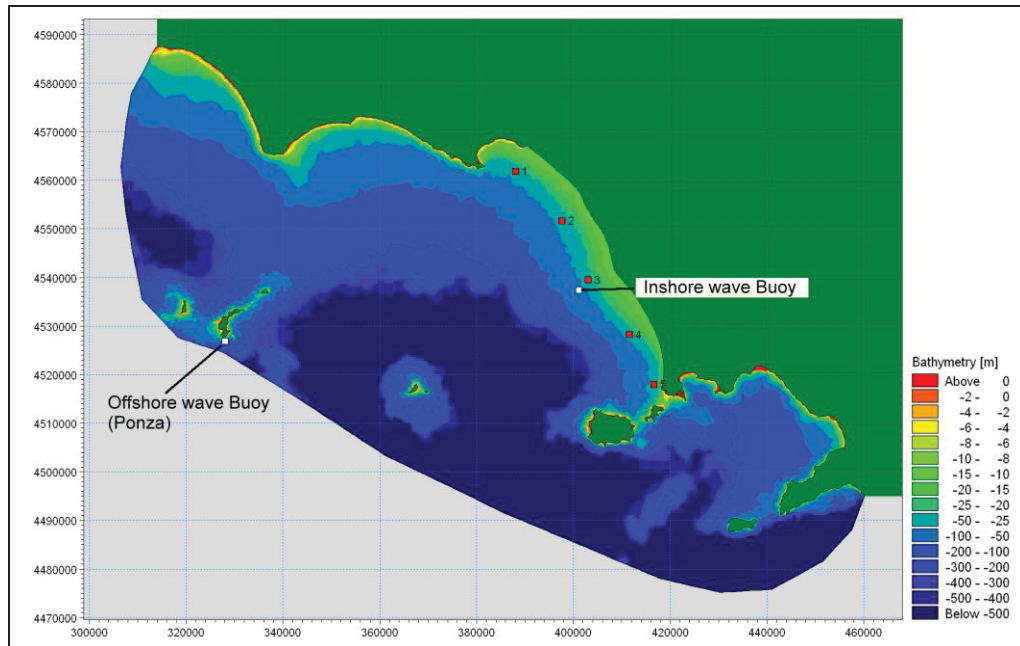 4590000
4580000
4570000
4560000
4550000
4540000
4530000
4520000
4510000
4500000
4490000
4480000
4470000
300000
320000
340000
360000
380000
400000
420000
440000
460000
1
2
3
4
5
Inshore wave Buoy
Offshore wave Buoy
(Ponza)
Bathymetry [m]
Above 0
-2 - 0
-4 - -2
-6 - -4
-8 - -6
-10 - -8
-15 - -10
-20 - -15
-25 - -20
-50 - -25
-100 - -50
-200 - -100
-300 - -200
-400 - -300
-500 - -400
Below -500